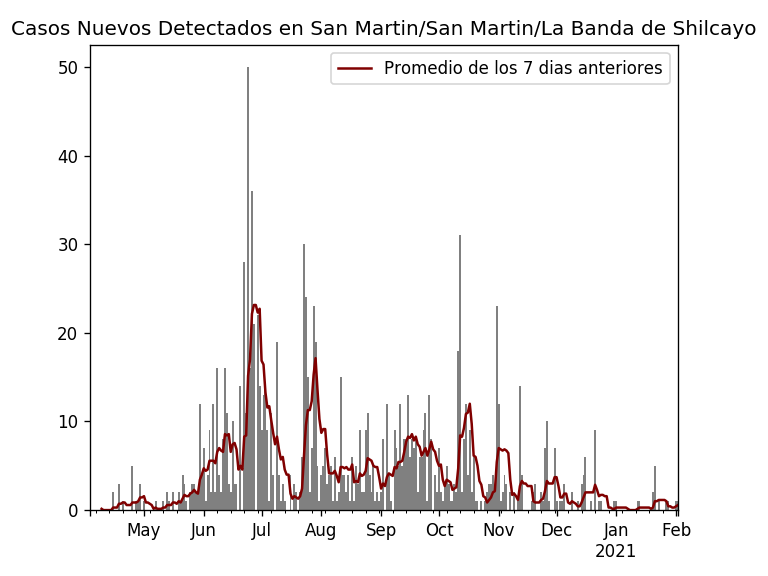 Casos Nuevos Detectados en San Martin/San Martin/La Banda de Shilcayo
Promedio de los 7 dias anteriores
50
40
30
20
10
0
May Jun Jul Aug Sep Oct Nov Dec Jan Feb
2021